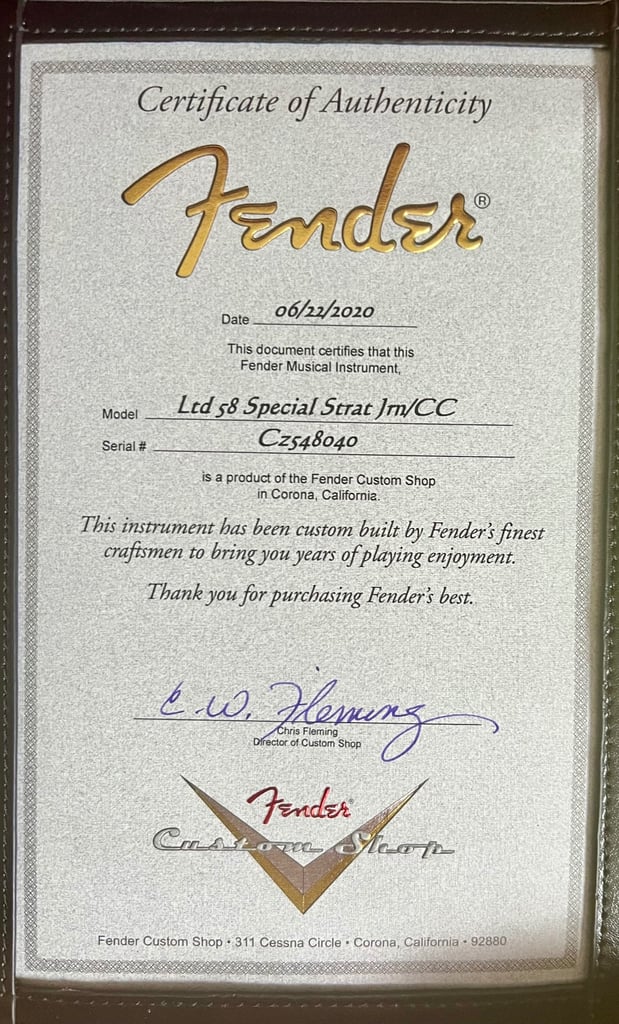 Certificate of Authenticity
Fender®
Date 06/22/2020
This document certifies that this
Fender Musical Instrument,
Model Ltd 58 Special Strat Jrn/CC
Serial # CZ548040
is a product of the Fender Custom Shop
in Corona, California.
This instrument has been custom built by Fender's finest
craftsmen to bring you years of playing enjoyment.
Thank you for purchasing Fender's best.
C. W. Fleming
Chris Fleming
Director of Custom Shop
Fender®
Custom Shop
Fender Custom Shop • 311 Cessna Circle • Corona, California • 92880